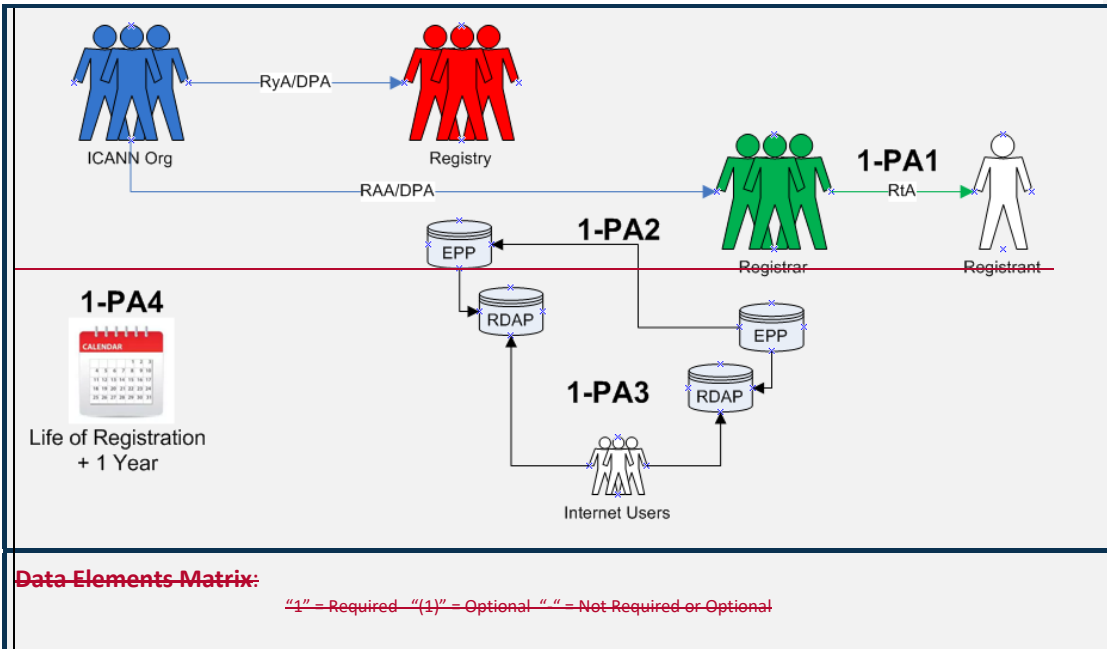 RyA/DPA
ICANN Org
Registry
1-PA1
RAA/DPA
RtA
1-PA2
EPP
Registrar
Registrant
1-PA4
RDAP
CALENDAR
EPP
1-PA3
RDAP
Life of Registration
+ 1 Year
Internet Users
Data Elements Matrix:
“1” = Required “(1)” = Optional “-“ = Not Required or Optional